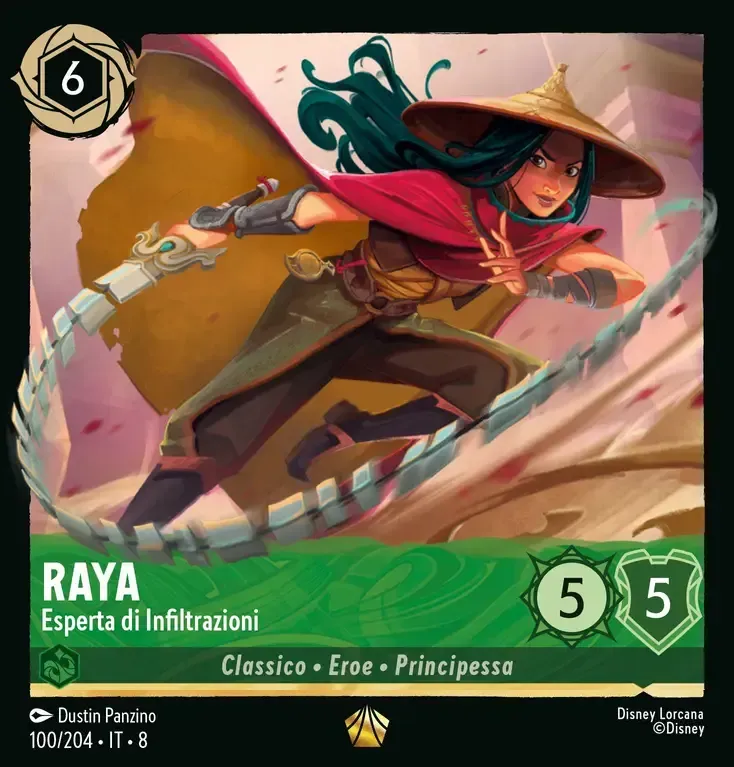 6
RAYA
Esperta di Infiltrazioni
5
5
Classico • Eroe • Principessa
Dustin Panzino
100/204 • IT • 8
Disney Lorcana
©Disney